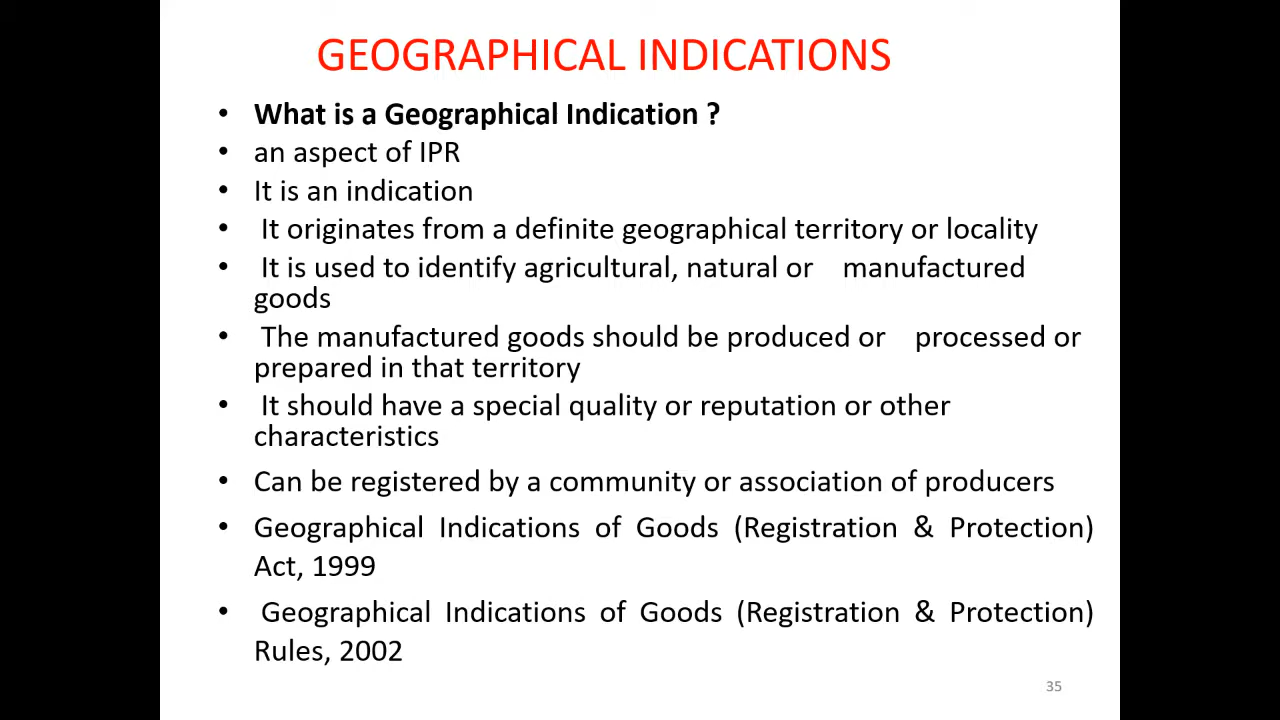 GEOGRAPHICAL INDICATIONS
• What is a Geographical Indication ?
• an aspect of IPR
• It is an indication
• It originates from a definite geographical territory or locality
• It is used to identify agricultural, natural or manufactured
goods
• The manufactured goods should be produced or processed or
prepared in that territory
• It should have a special quality or reputation or other
characteristics
• Can be registered by a community or association of producers
• Geographical Indications of Goods (Registration & Protection)
Act, 1999
• Geographical Indications of Goods (Registration & Protection)
Rules, 2002
35